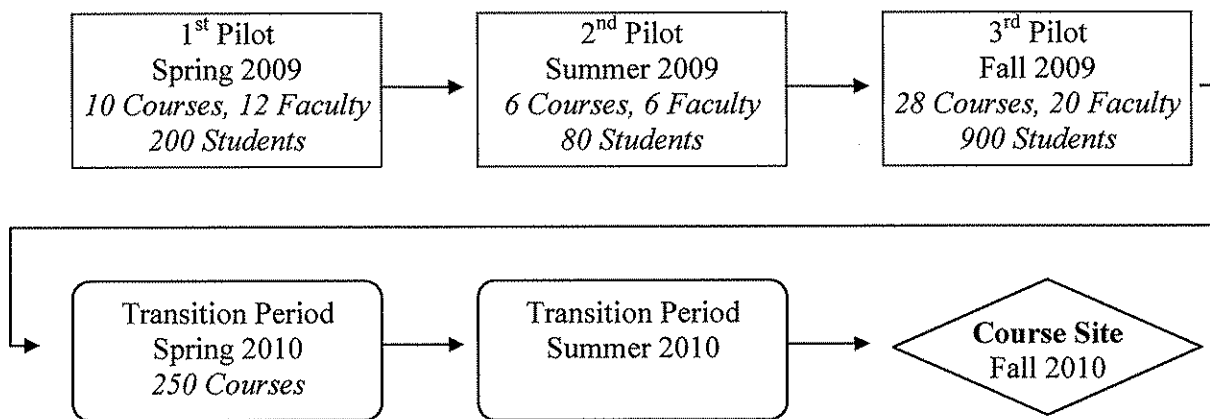 1st Pilot
Spring 2009
10 Courses, 12 Faculty
200 Students
2nd Pilot
Summer 2009
6 Courses, 6 Faculty
80 Students
3rd Pilot
Fall 2009
28 Courses, 20 Faculty
900 Students
Transition Period
Spring 2010
250 Courses
Transition Period
Summer 2010
Course Site
Fall 2010